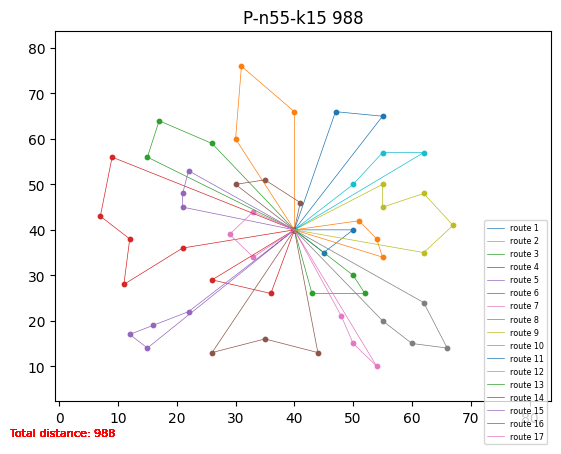 P-n55-k15 988
80
70
60
50
40
30
20
10
0
10
20
30
40
50
60
70
80
route 1
route 2
route 3
route 4
route 5
route 6
route 7
route 8
route 9
route 10
route 11
route 12
route 13
route 14
route 15
route 16
route 17
Total distance: 988